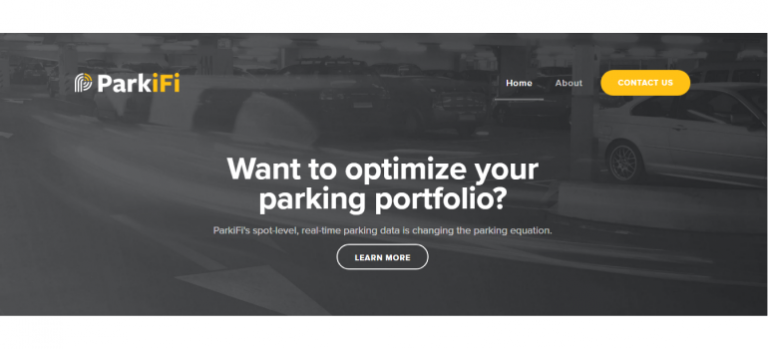 ParkiFi
Home About CONTACT US
Want to optimize your
parking portfolio?
ParkiFi's spot-level, real-time parking data is changing the parking equation.
LEARN MORE